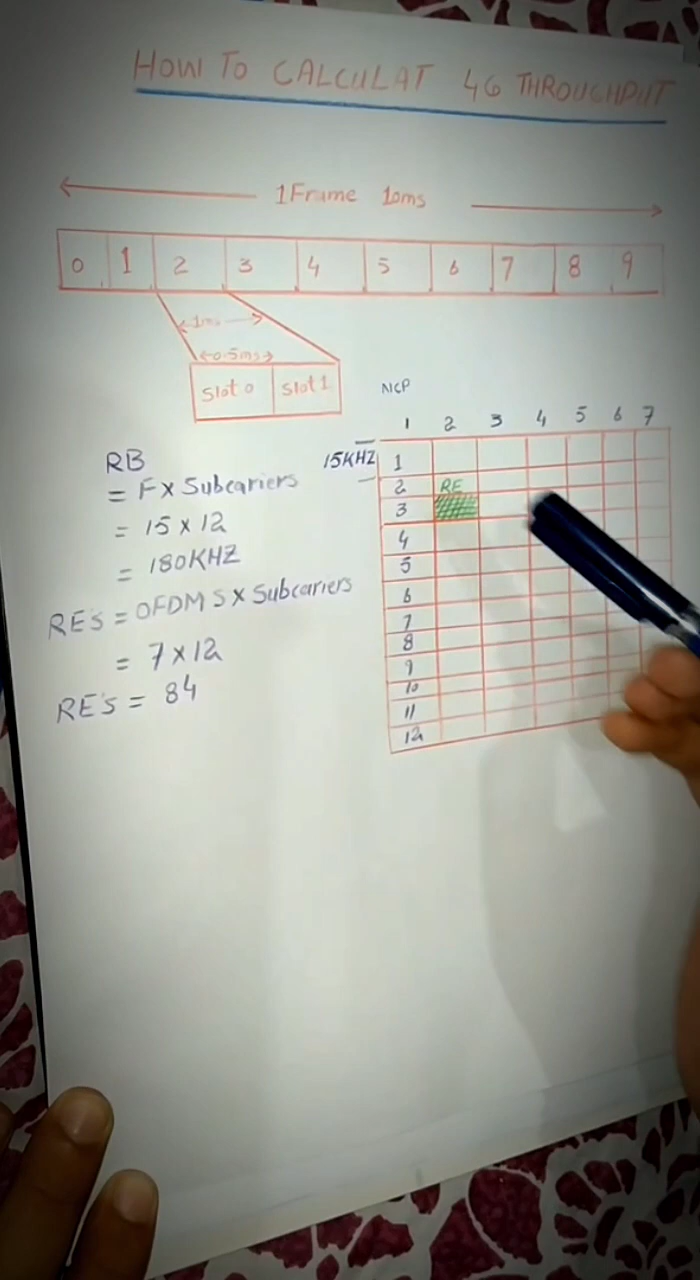 HOW TO CALCULAT 4G THROUGHPUT
1Frame 10ms
0 1 2 3 4 5 6 7 8 9
1ms
0.5ms
Slot 0 Slot 1
NCP
1 2 3 4 5 6 7
15KHZ
1
2 RE
3
4
5
6
7
8
9
10
11
12
RB
= F x Subcariers
= 15 x 12
= 180KHZ
RE'S = OFDM S x Subcariers
= 7 x 12
RE'S = 84